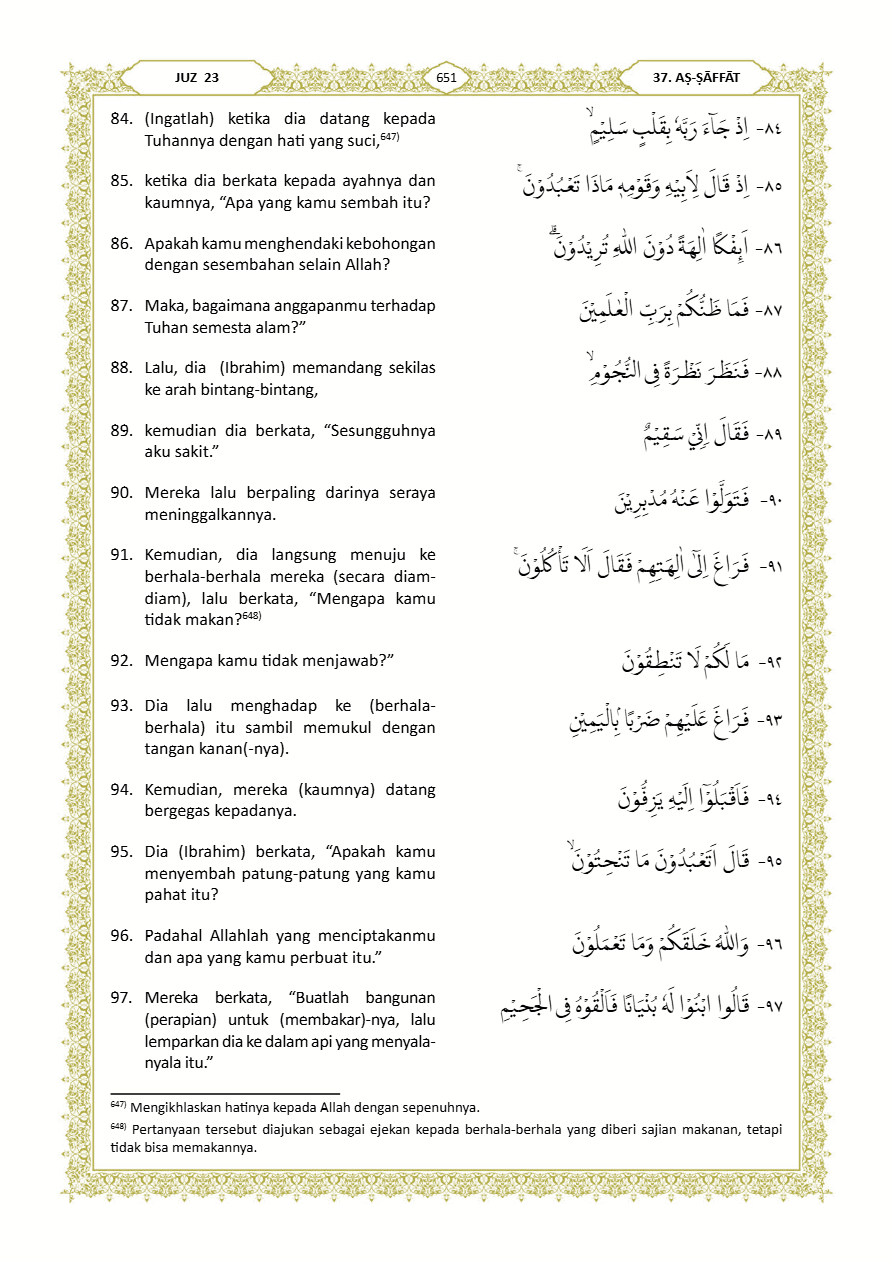 JUZ 23
651
37. AṢ-ṢĀFFĀT
84. (Ingatlah) ketika dia datang kepada
Tuhannya dengan hati yang suci,647)
اِذْ جَاۤءَ رَبَّهٗ بِقَلْبٍ سَلِيْمٍۙ -٨٤
85. ketika dia berkata kepada ayahnya dan
kaumnya, “Apa yang kamu sembah itu?
اِذْ قَالَ لِاَبِيْهِ وَقَوْمِهٖ مَاذَا تَعْبُدُوْنَۚ -٨٥
86. Apakah kamu menghendaki kebohongan
dengan sesembahan selain Allah?
اَىِٕفْكًا اٰلِهَةً دُوْنَ اللّٰهِ تُرِيْدُوْنَۗ -٨٦
87. Maka, bagaimana anggapanmu terhadap
Tuhan semesta alam?”
فَمَا ظَنُّكُمْ بِرَبِّ الْعٰلَمِيْنَ -٨٧
88. Lalu, dia (Ibrahim) memandang sekilas
ke arah bintang-bintang,
فَنَظَرَ نَظْرَةً فِى النُّجُوْمِۙ -٨٨
89. kemudian dia berkata, “Sesungguhnya
aku sakit.”
فَقَالَ اِنِّيْ سَقِيْمٌ -٨٩
90. Mereka lalu berpaling darinya seraya
meninggalkannya.
فَتَوَلَّوْا عَنْهُ مُدْبِرِيْنَ -٩٠
91. Kemudian, dia langsung menuju ke
berhala-berhala mereka (secara diam-
diam), lalu berkata, “Mengapa kamu
tidak makan?648)
فَرَاغَ اِلٰٓى اٰلِهَتِهِمْ فَقَالَ اَلَا تَأْكُلُوْنَۚ -٩١
92. Mengapa kamu tidak menjawab?”
مَا لَكُمْ لَا تَنْطِقُوْنَ -٩٢
93. Dia lalu menghadap ke (berhala-
berhala) itu sambil memukul dengan
tangan kanan(-nya).
فَرَاغَ عَلَيْهِمْ ضَرْبًا ۢبِالْيَمِيْنِ -٩٣
94. Kemudian, mereka (kaumnya) datang
bergegas kepadanya.
فَاَقْبَلُوْٓا اِلَيْهِ يَزِفُّوْنَ -٩٤
95. Dia (Ibrahim) berkata, “Apakah kamu
menyembah patung-patung yang kamu
pahat itu?
قَالَ اَتَعْبُدُوْنَ مَا تَنْحِتُوْنَۙ -٩٥
96. Padahal Allahlah yang menciptakanmu
dan apa yang kamu perbuat itu.”
وَاللّٰهُ خَلَقَكُمْ وَمَا تَعْمَلُوْنَ -٩٦
97. Mereka berkata, “Buatlah bangunan
(perapian) untuk (membakar)-nya, lalu
lemparkan dia ke dalam api yang menyala-
nyala itu.”
قَالُوا ابْنُوْا لَهٗ بُنْيَانًا فَاَلْقُوْهُ فِى الْجَحِيْمِ -٩٧
647) Mengikhlaskan hatinya kepada Allah dengan sepenuhnya.
648) Pertanyaan tersebut diajukan sebagai ejekan kepada berhala-berhala yang diberi sajian makanan, tetapi
tidak bisa memakannya.